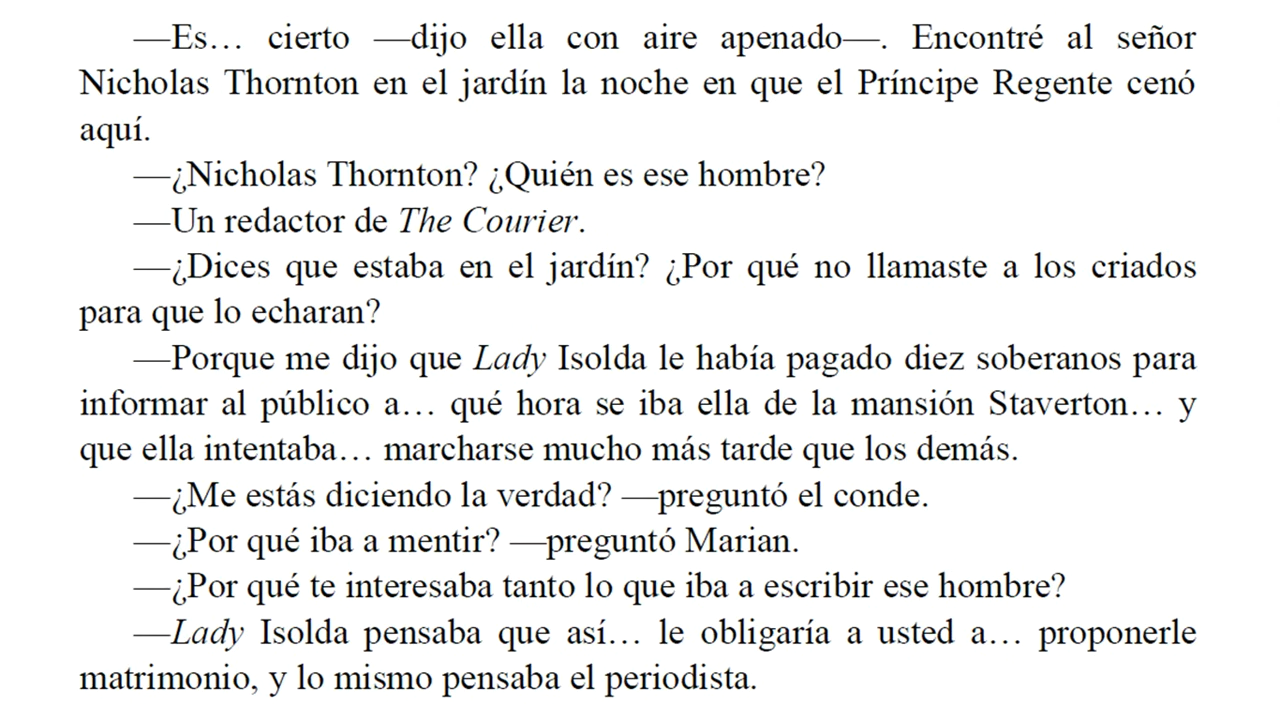 —Es… cierto —dijo ella con aire apenado—. Encontré al señor
Nicholas Thornton en el jardín la noche en que el Príncipe Regente cenó
aquí.
—¿Nicholas Thornton? ¿Quién es ese hombre?
—Un redactor de The Courier.
—¿Dices que estaba en el jardín? ¿Por qué no llamaste a los criados
para que lo echaran?
—Porque me dijo que Lady Isolda le había pagado diez soberanos para
informar al público a… qué hora se iba ella de la mansión Staverton… y
que ella intentaba… marcharse mucho más tarde que los demás.
—¿Me estás diciendo la verdad? —preguntó el conde.
—¿Por qué iba a mentir? —preguntó Marian.
—¿Por qué te interesaba tanto lo que iba a escribir ese hombre?
—Lady Isolda pensaba que así… le obligaría a usted a… proponerle
matrimonio, y lo mismo pensaba el periodista.